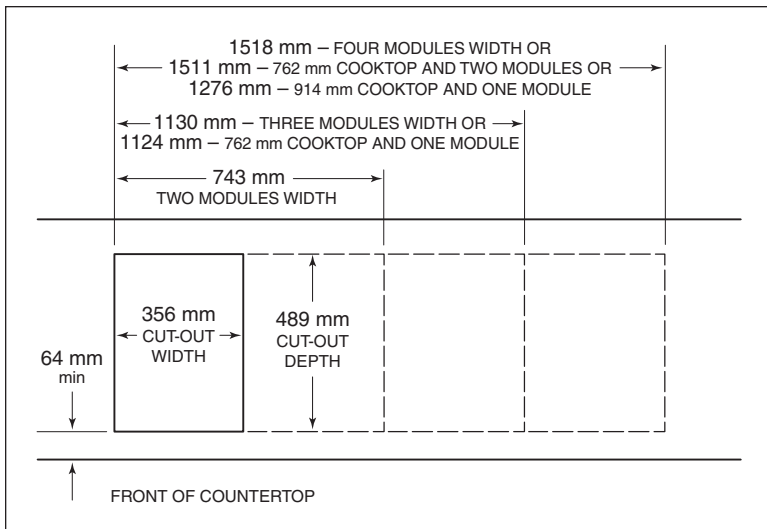 1518 mm – FOUR MODULES WIDTH OR
1511 mm – 762 mm COOKTOP AND TWO MODULES OR
1276 mm – 914 mm COOKTOP AND ONE MODULE
1130 mm – THREE MODULES WIDTH OR
1124 mm – 762 mm COOKTOP AND ONE MODULE
743 mm
TWO MODULES WIDTH
356 mm
CUT-OUT
WIDTH
489 mm
CUT-OUT
DEPTH
64 mm
min
FRONT OF COUNTERTOP